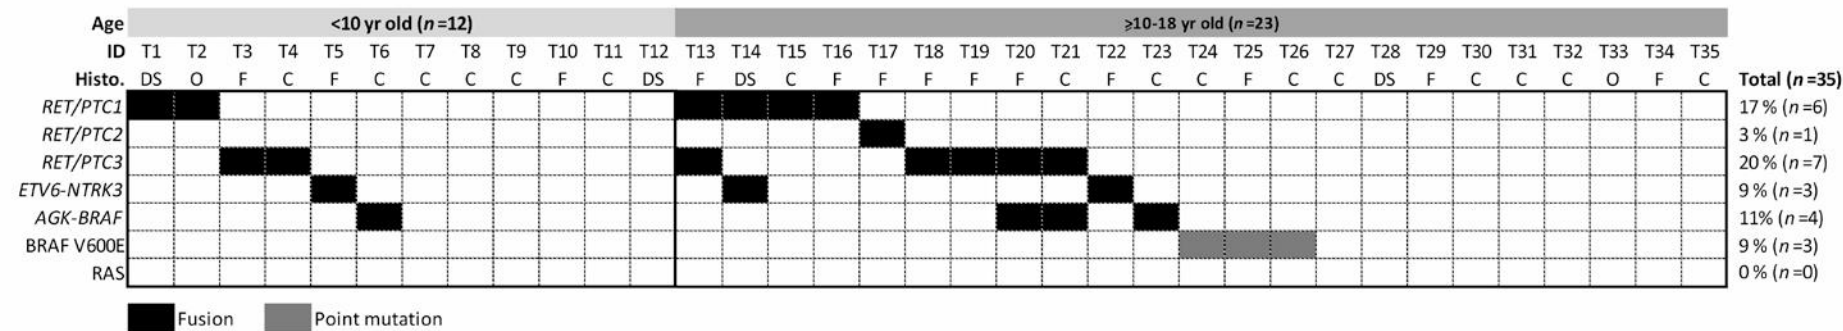 Age <10 yr old (n=12) ≥10-18 yr old (n=23)
ID T1 T2 T3 T4 T5 T6 T7 T8 T9 T10 T11 T12 T13 T14 T15 T16 T17 T18 T19 T20 T21 T22 T23 T24 T25 T26 T27 T28 T29 T30 T31 T32 T33 T34 T35
Histo. DS O F C F C C C C F C DS F DS C F F F F F C F C C F C C DS F C C C O F C Total (n=35)
RET/PTC1 17 % (n=6)
RET/PTC2 3 % (n=1)
RET/PTC3 20 % (n=7)
ETV6-NTRK3 9 % (n=3)
AGK-BRAF 11% (n=4)
BRAF V600E 9 % (n=3)
RAS 0 % (n=0)
Fusion Point mutation